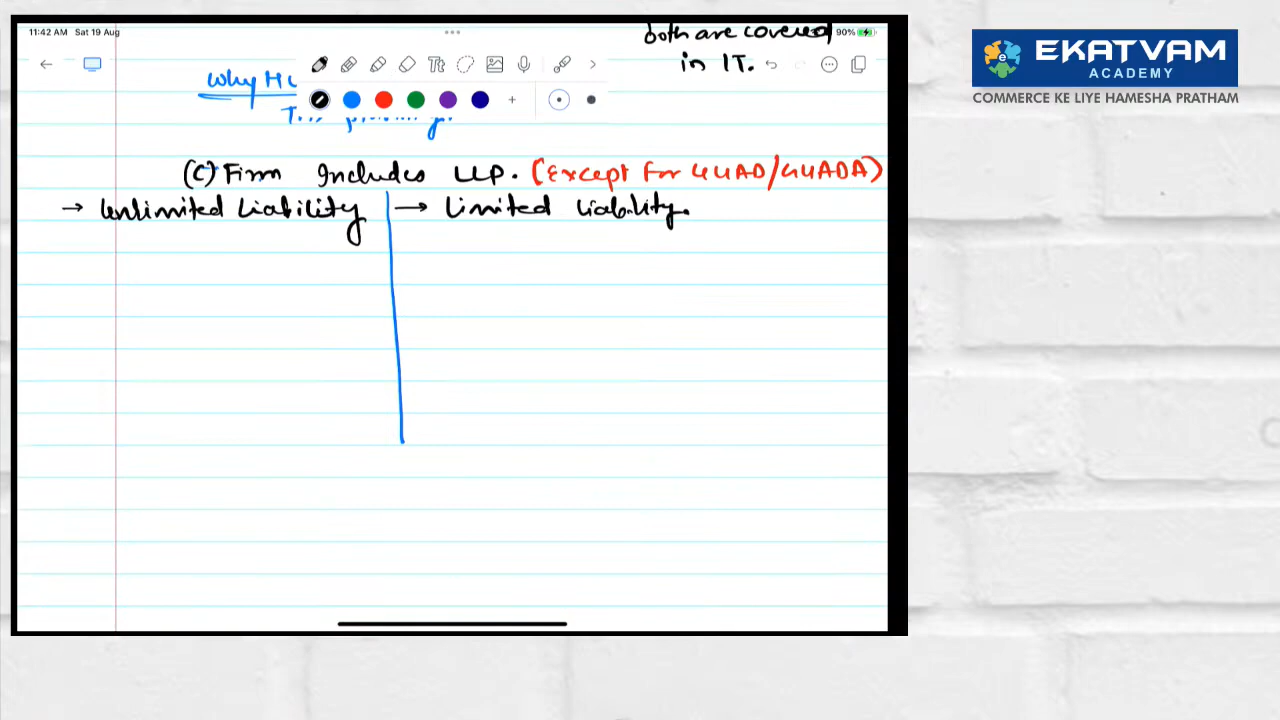 11:42 AM Sat 19 Aug
both are covered
90%
in IT.
EKATVAM
ACADEMY
COMMERCE KE LIYE HAMESHA PRATHAM
Why
(C) Firm Includes LLP. (Except for 44AD/44ADA)
→ Unlimited Liability → Limited Liability.